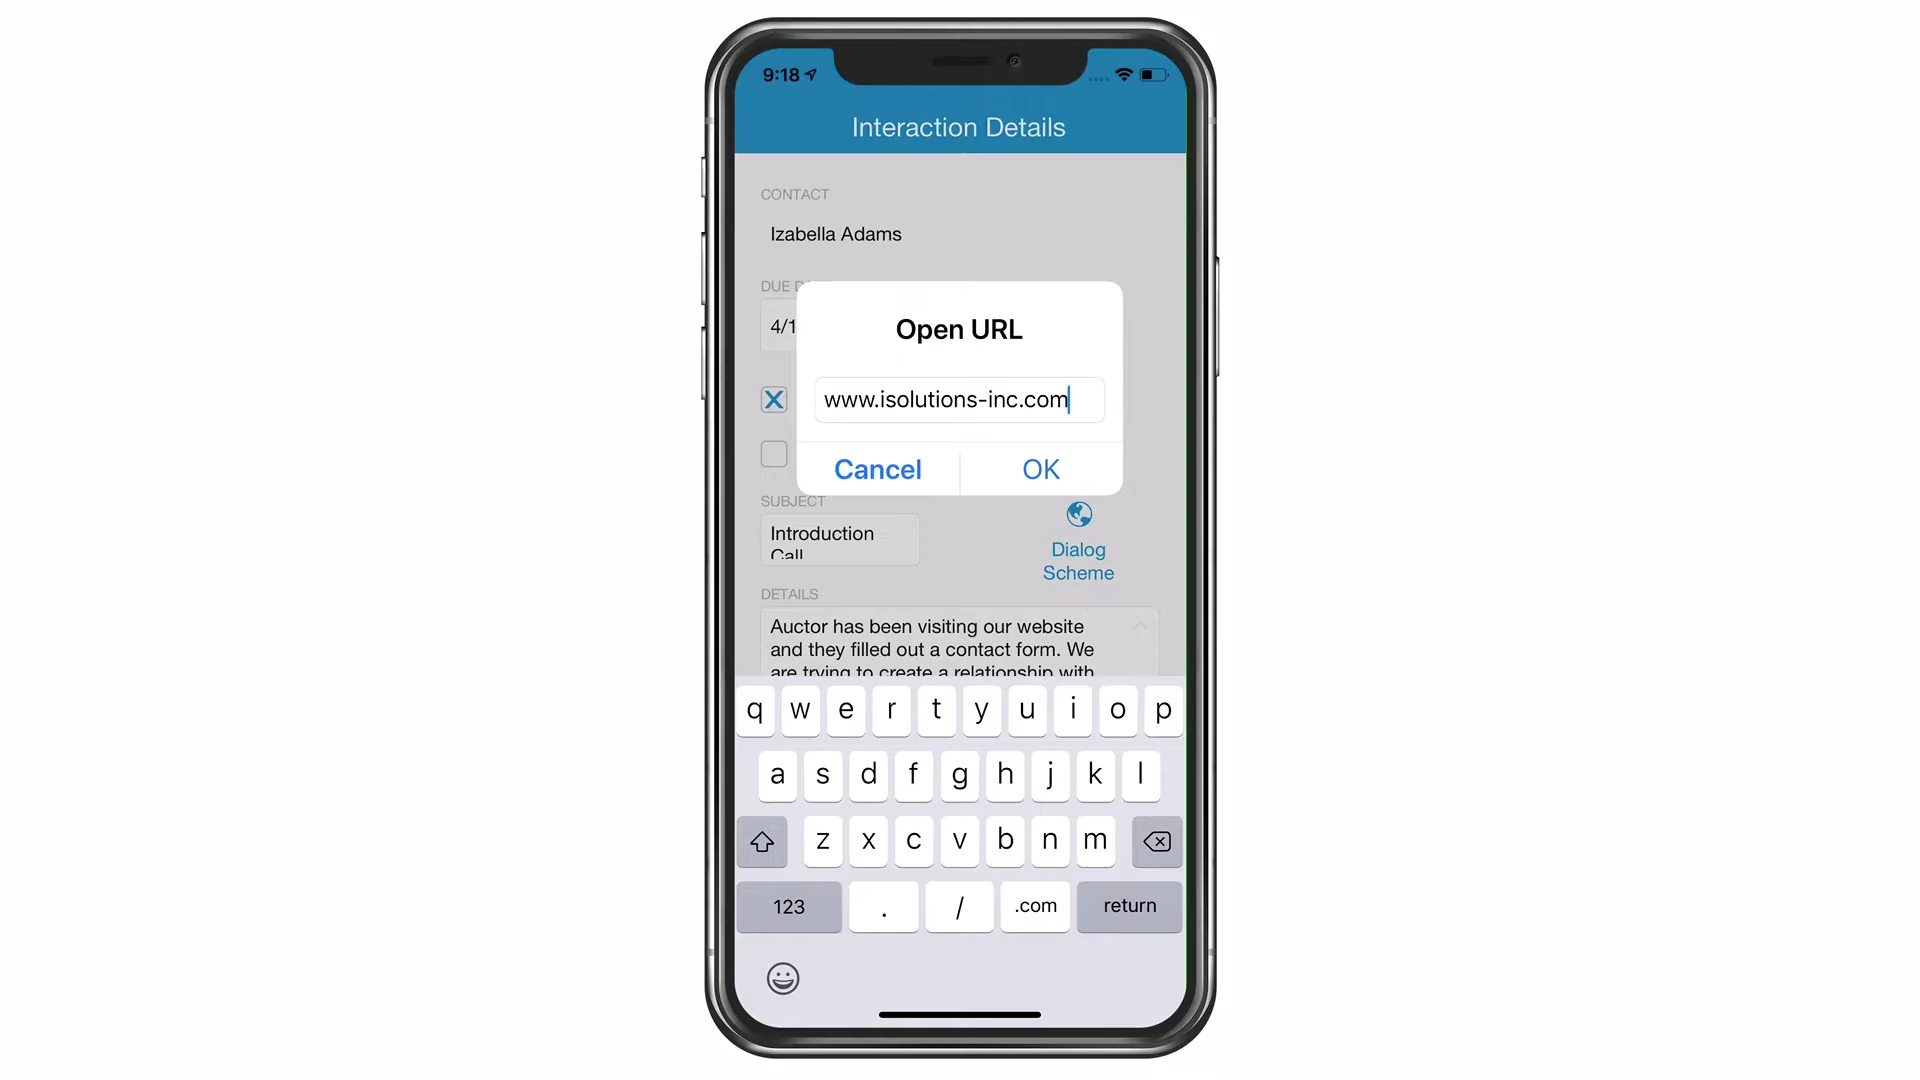 9:18
Interaction Details
CONTACT
Izabella Adams
DUE D
4/1
Open URL
www.isolutions-inc.com
Cancel OK
SUBJECT
Introduction
Call
Dialog
Scheme
DETAILS
Auctor has been visiting our website
and they filled out a contact form. We
are trying to create a relationship with
q w e r t y u i o p
a s d f g h j k l
z x c v b n m
123 . / .com return